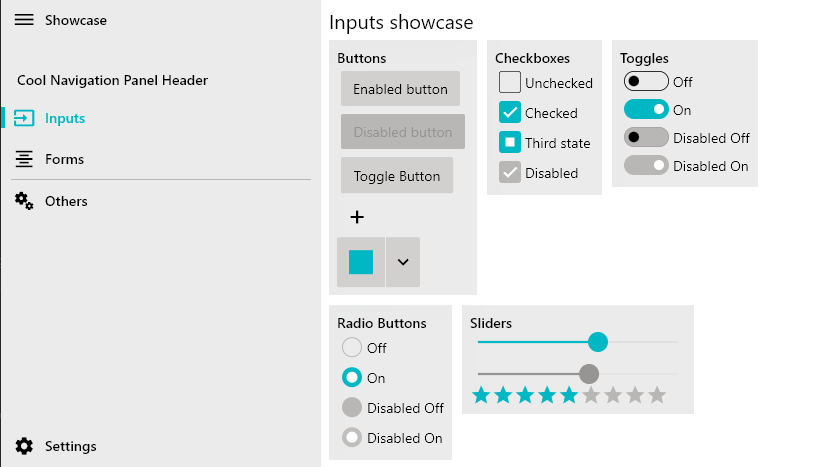 Showcase
Cool Navigation Panel Header
Inputs
Forms
Others
Settings
Inputs showcase
Buttons
Enabled button
Disabled button
Toggle Button
Checkboxes
Unchecked
Checked
Third state
Disabled
Toggles
Off
On
Disabled Off
Disabled On
Radio Buttons
Off
On
Disabled Off
Disabled On
Sliders